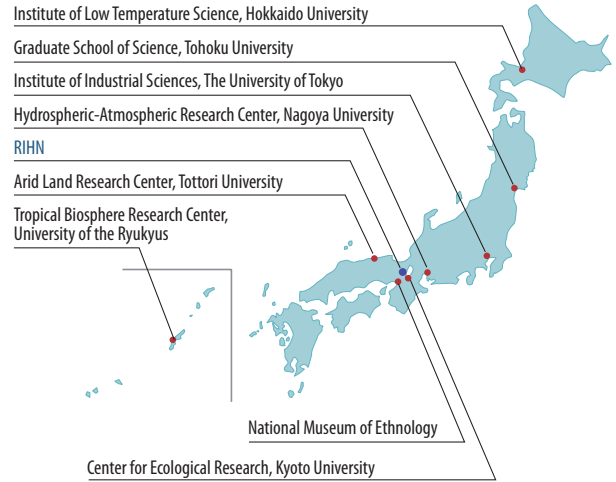 Institute of Low Temperature Science, Hokkaido University
Graduate School of Science, Tohoku University
Institute of Industrial Sciences, The University of Tokyo
Hydrospheric-Atmospheric Research Center, Nagoya University
RIHN
Arid Land Research Center, Tottori University
Tropical Biosphere Research Center,
University of the Ryukyus
National Museum of Ethnology
Center for Ecological Research, Kyoto University